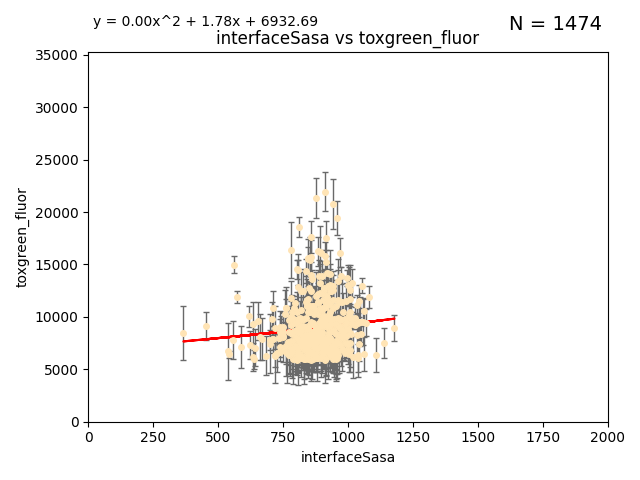 y = 0.00x^2 + 1.78x + 6932.69
N = 1474
interfaceSasa vs toxgreen_fluor
35000
30000
25000
20000
15000
10000
5000
0
toxgreen_fluor
0 250 500 750 1000 1250 1500 1750 2000
interfaceSasa